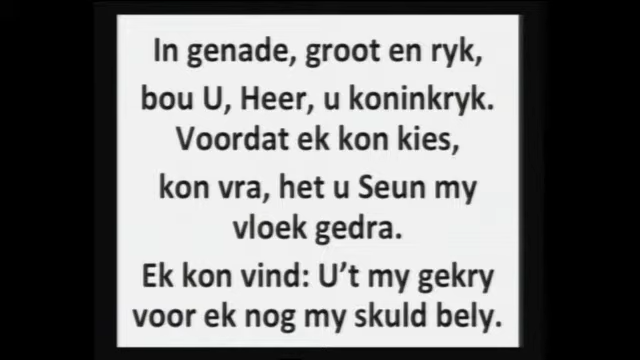 In genade, groot en ryk,
bou U, Heer, u koninkryk.
Voordat ek kon kies,
kon vra, het u Seun my
vloek gedra.
Ek kon vind: U’t my gekry
voor ek nog my skuld bely.